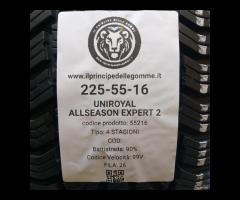 www.ilprincipedellegomme.it
225-55-16
UNIROYAL
ALLSEASON EXPERT 2
codice prodotto: 55216
Tipo: 4 STAGIONI
COD:
Battistrada: 90%
Codice Velocità: 99V
FILA: 26